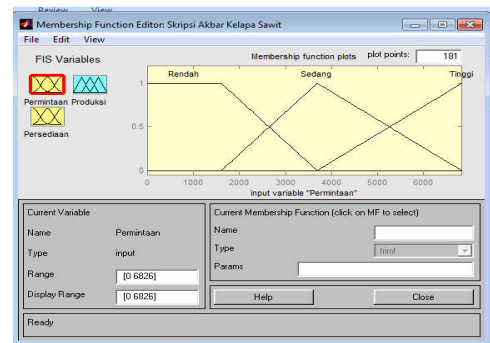 Review View
Membership Function Editor: Skripsi Akbar Kelapa Sawit
File Edit View
FIS Variables
Membership function plots plot points: 181
Permintaan Produksi
Persediaan
Rendah Sedang Tinggi
1
0.5
0
0 1000 2000 3000 4000 5000 6000
input variable "Permintaan"
Current Variable
Name Permintaan
Type input
Range [0 6826]
Display Range [0 6826]
Current Membership Function (click on MF to select)
Name
Type trimf
Params
Help Close
Ready